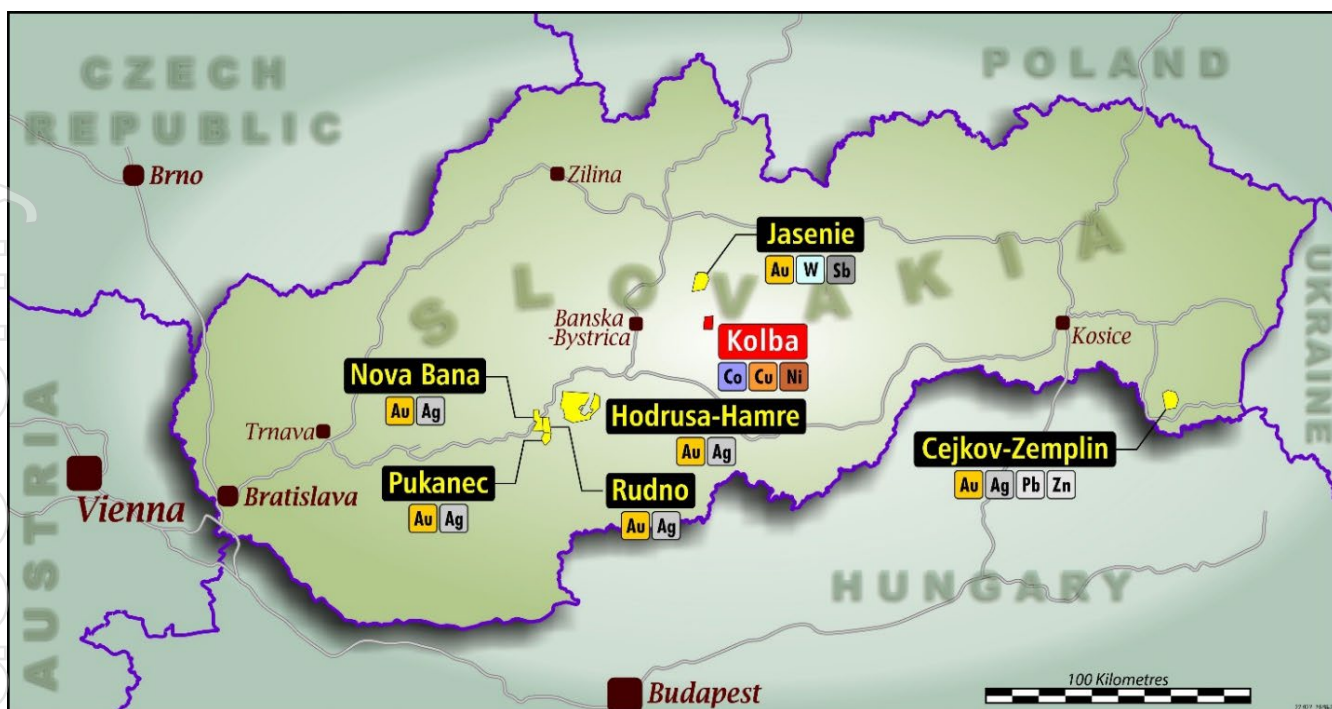 CZECH
REPUBLIC
POLAND
Brno
Zilina
Jasenie
Au W Sb
SLOVAKIA
UKRAINE
Banska
-Bystrica
Kolba
Co Cu Ni
Kosice
Nova Bana
Au Ag
Hodrusa-Hamre
Au Ag
Trnava
Cejkov-Zemplin
Au Ag Pb Zn
AUSTRIA
Vienna
Bratislava
Pukanec
Au Ag
Rudno
Au Ag
HUNGARY
Budapest
100 Kilometres